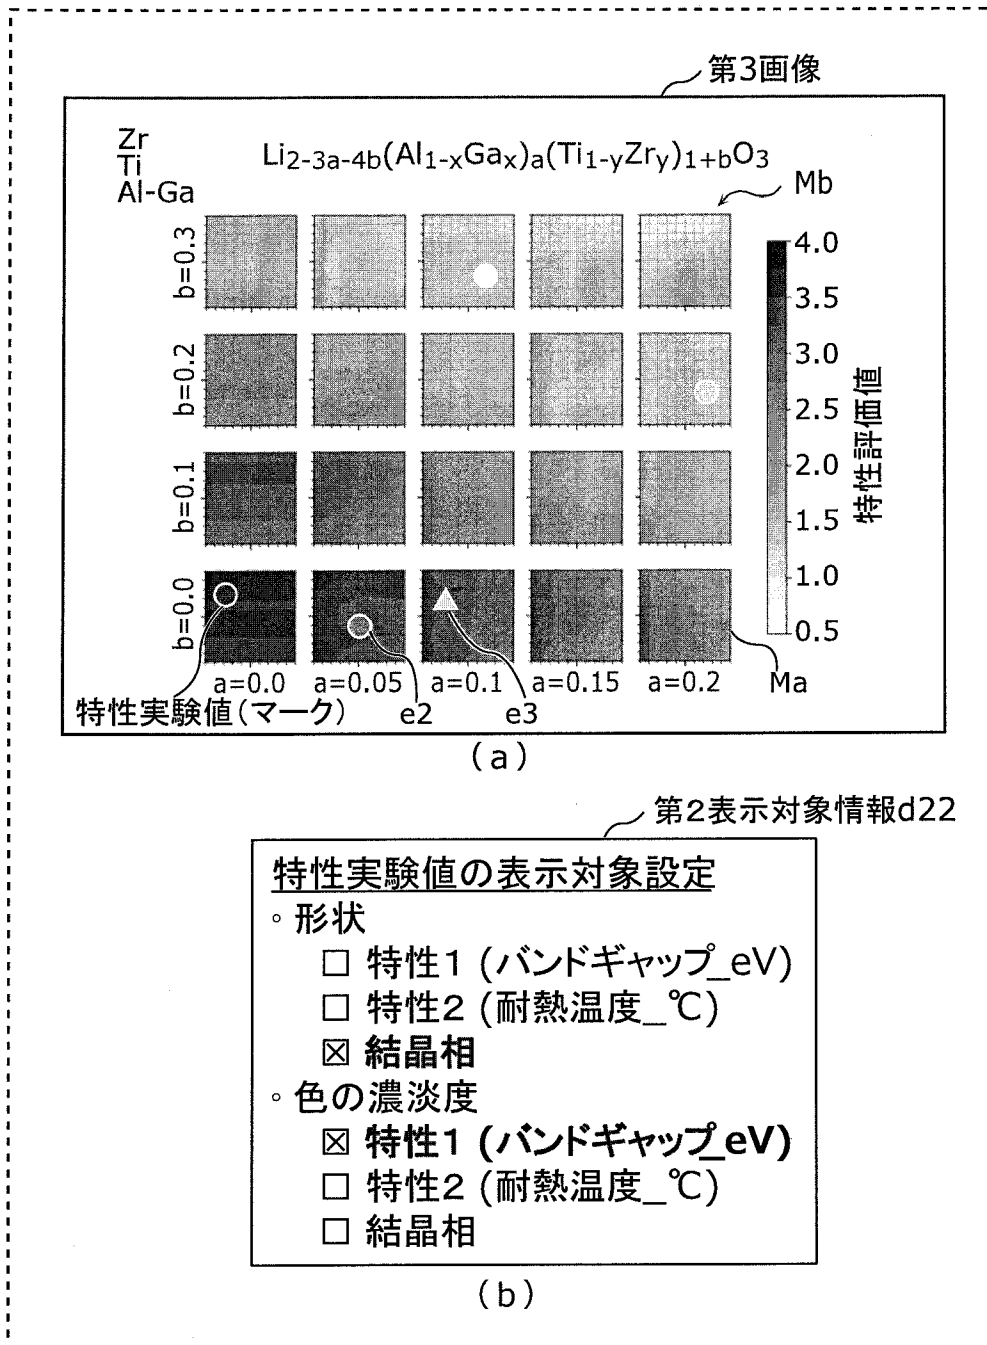 第3画像
Zr
Ti
Al-Ga
Li2-3a-4b(Al1-xGax)a(Ti1-yZry)1+bO3
Mb
b=0.3
b=0.2
b=0.1
b=0.0
4.0
3.5
3.0
2.5
2.0
1.5
1.0
0.5
特性評価値
a=0.0 a=0.05 a=0.1 a=0.15 a=0.2
Ma
特性実験値(マーク) e2 e3
(a)
第2表示対象情報d22
特性実験値の表示対象設定
◦ 形状
☐ 特性1 (バンドギャップ_eV)
☐ 特性2 (耐熱温度_℃)
☒ 結晶相
◦ 色の濃淡度
☒ 特性1 (バンドギャップ_eV)
☐ 特性2 (耐熱温度_℃)
☐ 結晶相
(b)